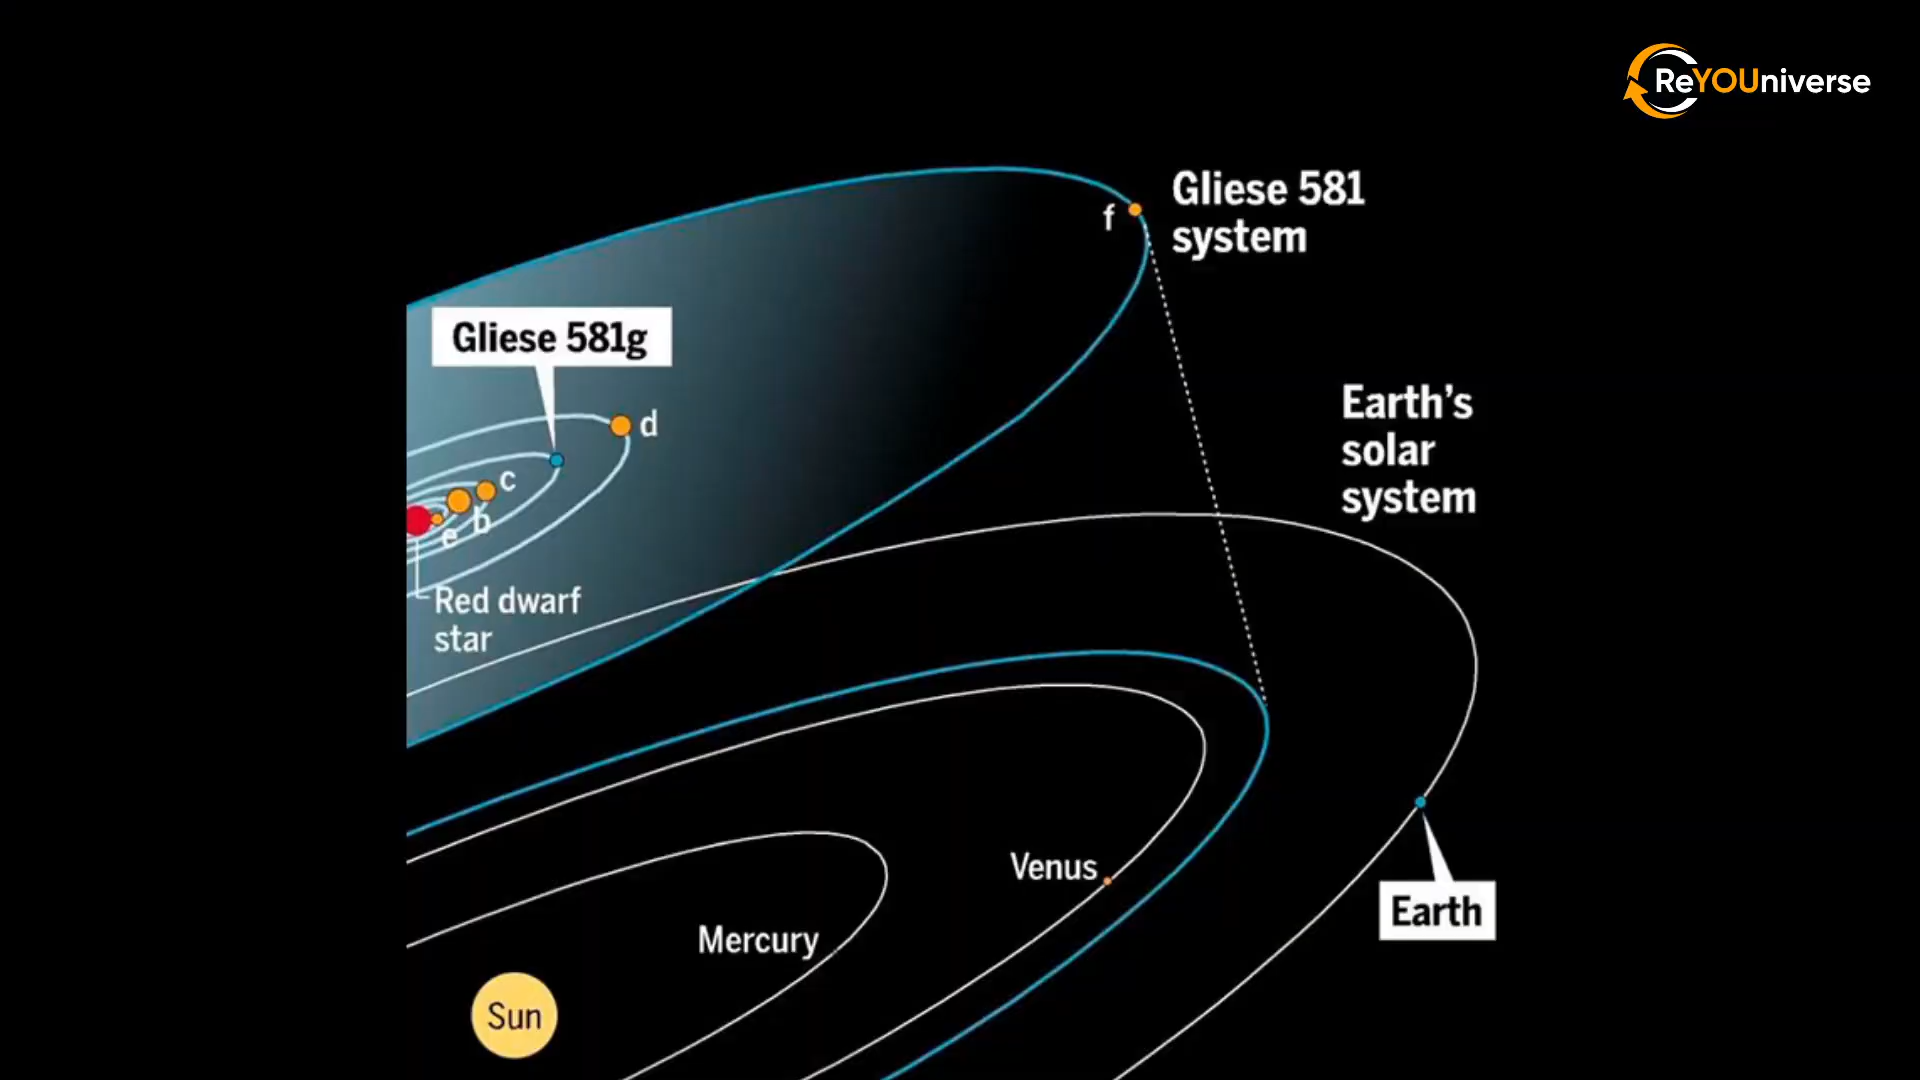 ReYOUniverse
Gliese 581
system
f
Gliese 581g
d
c
b
e
Red dwarf
star
Earth’s
solar
system
Venus
Mercury
Earth
Sun